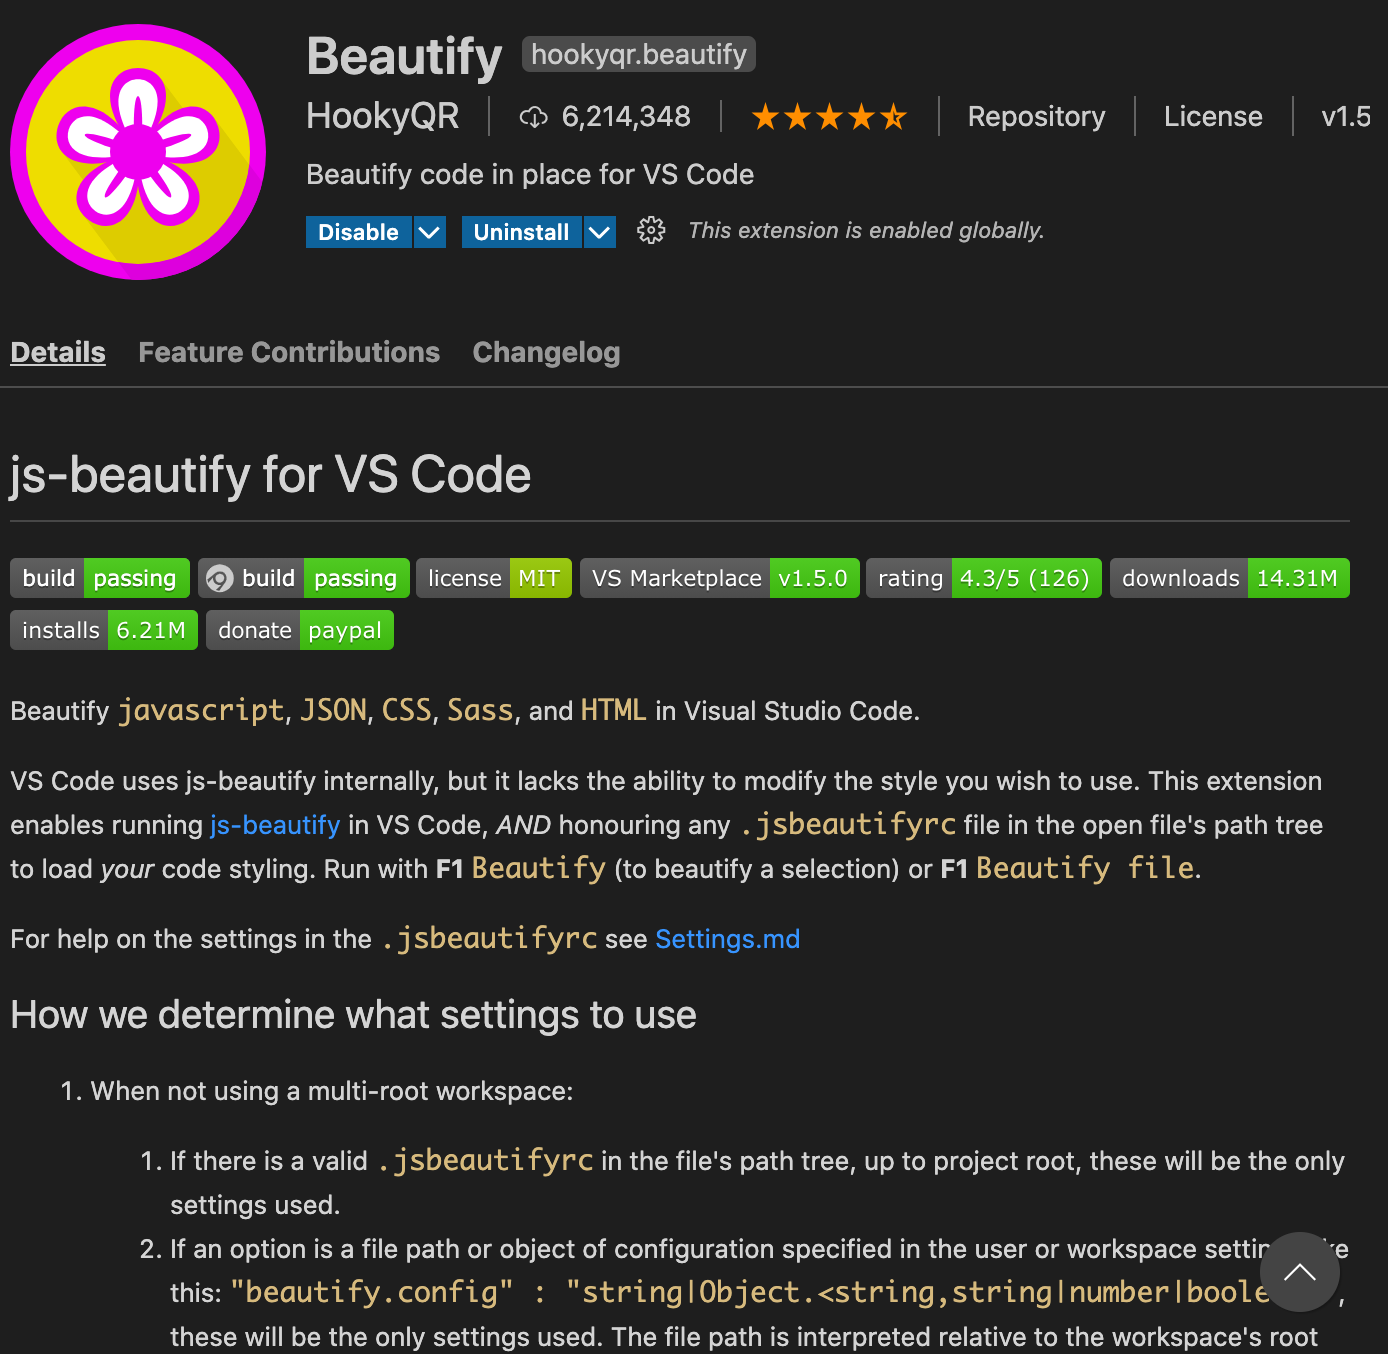 Beautify hookyqr.beautify
HookyQR 6,214,348 Repository License v1.5
Beautify code in place for VS Code
Disable Uninstall This extension is enabled globally.
Details Feature Contributions Changelog
js-beautify for VS Code
build passing build passing license MIT VS Marketplace v1.5.0 rating 4.3/5 (126) downloads 14.31M
installs 6.21M donate paypal
Beautify javascript, JSON, CSS, Sass, and HTML in Visual Studio Code.
VS Code uses js-beautify internally, but it lacks the ability to modify the style you wish to use. This extension
enables running js-beautify in VS Code, AND honouring any .jsbeautifyrc file in the open file's path tree
to load your code styling. Run with F1 Beautify (to beautify a selection) or F1 Beautify file.
For help on the settings in the .jsbeautifyrc see Settings.md
How we determine what settings to use
1. When not using a multi-root workspace:
1. If there is a valid .jsbeautifyrc in the file's path tree, up to project root, these will be the only
settings used.
2. If an option is a file path or object of configuration specified in the user or workspace
this: "beautify.config" : "string|Object.<string,string|number|boole ,
these will be the only settings used. The file path is interpreted relative to the workspace's root